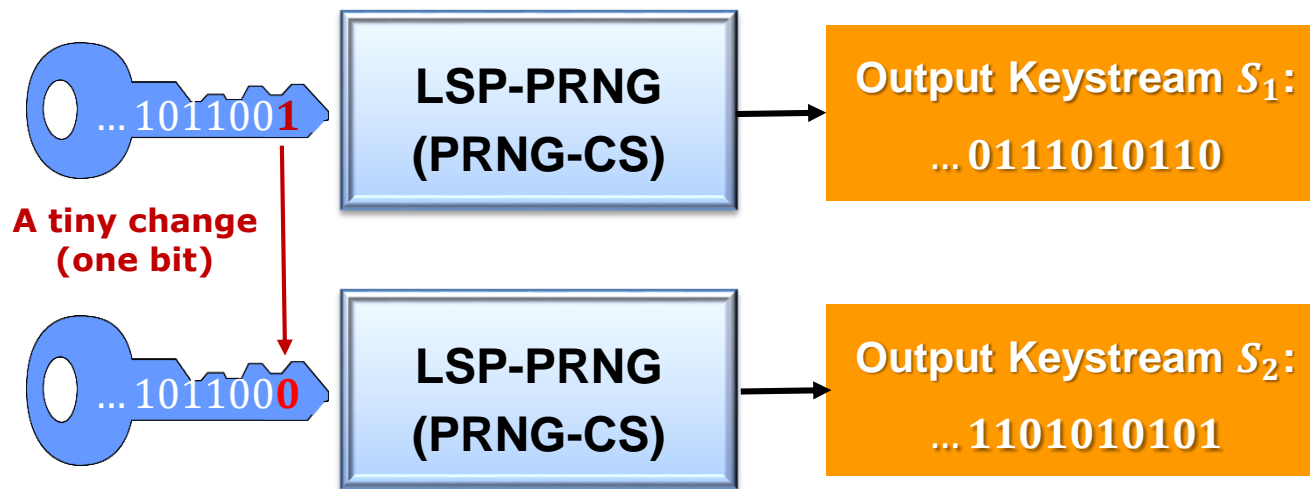 ... 1011001
LSP-PRNG
(PRNG-CS)
Output Keystream S₁:
... 0111010110
A tiny change
(one bit)
... 1011000
LSP-PRNG
(PRNG-CS)
Output Keystream S₂:
... 1101010101